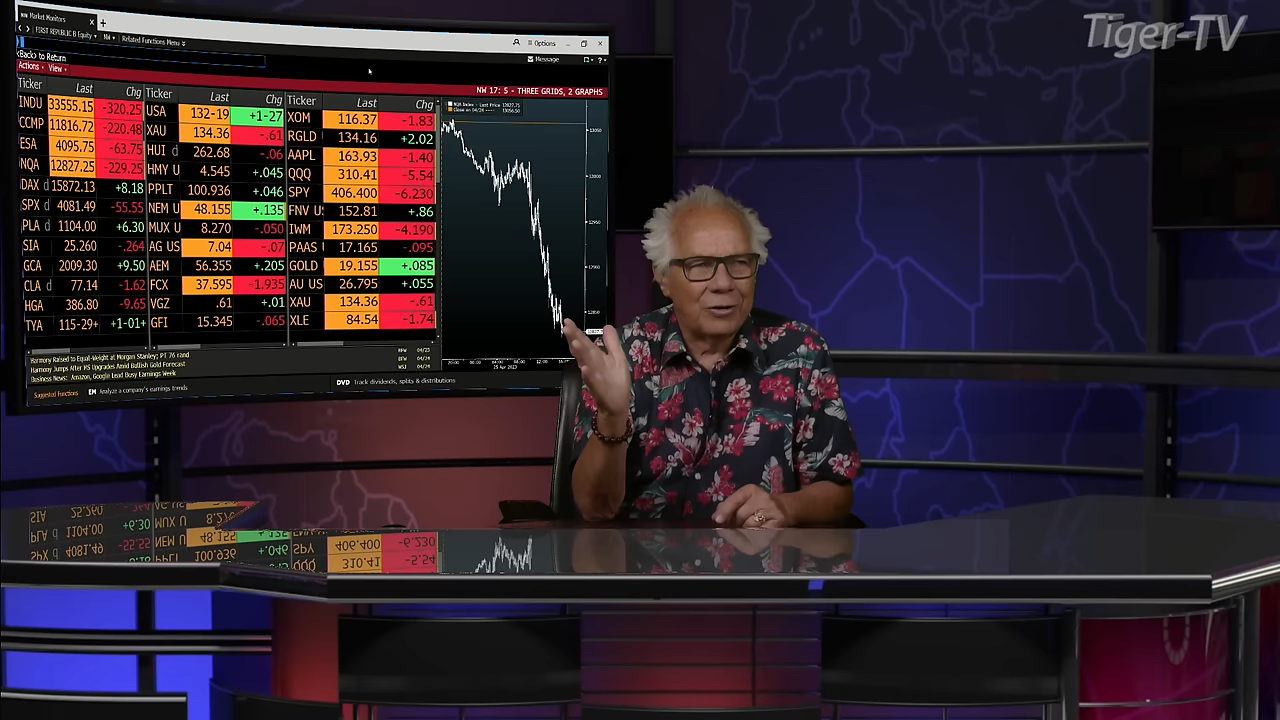 Tiger-TV
NW Market Monitors
FIRST REPUBLIC B Equity NW Related Functions Menu
Options
<Back> to Return
Message
Actions View
NW 17: 5 - THREE GRIDS, 2 GRAPHS
Ticker Last Chg Ticker Last Chg Ticker Last Chg
INDU 33555.15 -320.25 USA 132-19 +1-27 XOM 116.37 -1.83
CCMP 11816.72 -220.48 XAU 134.36 -.61 RGLD 134.16 +2.02
ESA 4095.75 -63.75 HUI d 262.68 -.06 AAPL 163.93 -1.40
NQA 12827.25 -229.25 HMY U 4.545 +.045 QQQ 310.41 -5.54
DAX d 15872.13 +8.18 PPLT 100.936 +.046 SPY 406.400 -6.230
SPX d 4081.49 -55.55 NEM U 48.155 +.135 FNV US 152.81 +.86
PLA d 1104.00 +6.30 MUX U 8.270 -.050 IWM 173.250 -4.190
SIA 25.260 -.264 AG US 7.04 -.07 PAAS 17.165 -.095
GCA 2009.30 +9.50 AEM 56.355 +.205 GOLD 19.155 +.085
CLA d 77.14 -1.62 FCX 37.595 -1.935 AU US 26.795 +.055
HGA 386.80 -9.65 VGZ .61 +.01 XAU 134.36 -.61
TYA 115-29+ +1-01+ GFI 15.345 -.065 XLE 84.54 -1.74
Harmony Raised to Equal-Weight at Morgan Stanley; PT 76 rand
Harmony Jumps After MS Upgrades Amid Bullish Gold Forecast
Business News: Amazon, Google Lead Busy Earnings Week
Suggested Functions EM Analyze a company's earnings trends DVD Track dividends, splits & distributions
25 Apr 2023